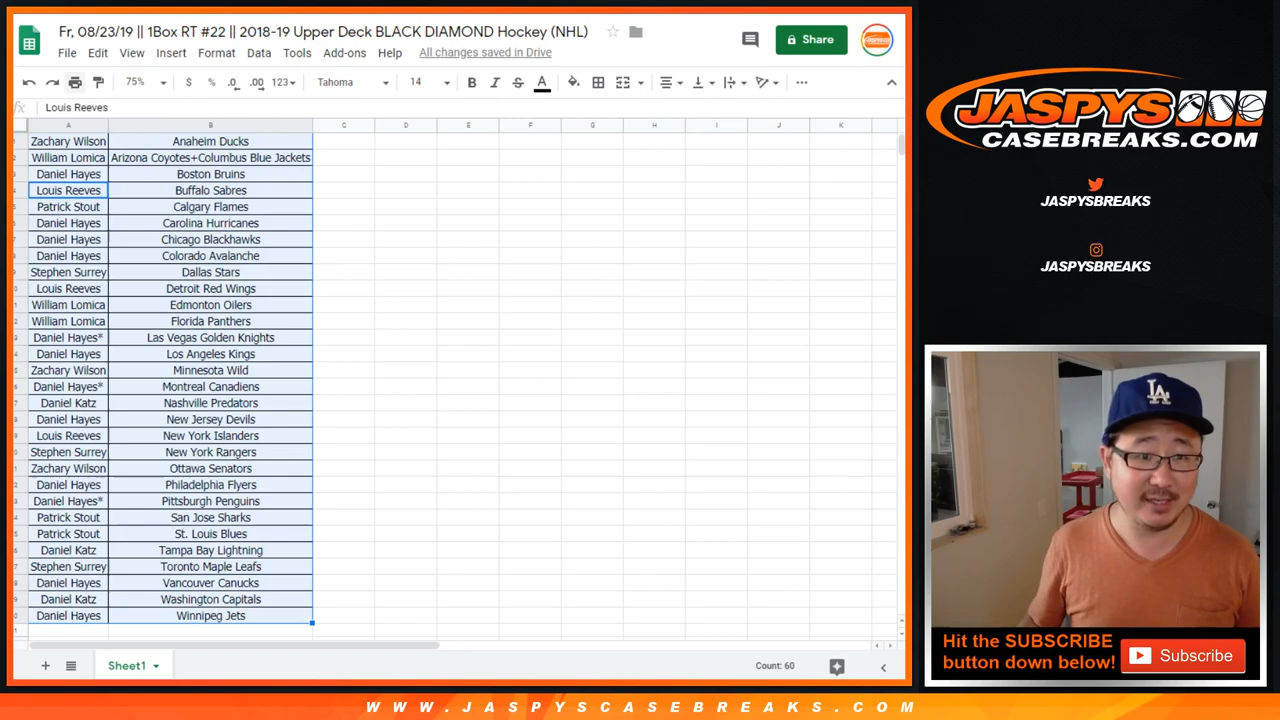 Fr, 08/23/19 || 1Box RT #22 || 2018-19 Upper Deck BLACK DIAMOND Hockey (NHL)
File Edit View Insert Format Data Tools Add-ons Help All changes saved in Drive
Share
75% $ % .0 .00 123 Tahoma 14 B I S A
fx Louis Reeves
A B C D E F G H I J K
Zachary Wilson Anaheim Ducks
William Lomica Arizona Coyotes+Columbus Blue Jackets
Daniel Hayes Boston Bruins
Louis Reeves Buffalo Sabres
Patrick Stout Calgary Flames
Daniel Hayes Carolina Hurricanes
Daniel Hayes Chicago Blackhawks
Daniel Hayes Colorado Avalanche
Stephen Surrey Dallas Stars
Louis Reeves Detroit Red Wings
William Lomica Edmonton Oilers
William Lomica Florida Panthers
Daniel Hayes* Las Vegas Golden Knights
Daniel Hayes Los Angeles Kings
Zachary Wilson Minnesota Wild
Daniel Hayes* Montreal Canadiens
Daniel Katz Nashville Predators
Daniel Hayes New Jersey Devils
Louis Reeves New York Islanders
Stephen Surrey New York Rangers
Zachary Wilson Ottawa Senators
Daniel Hayes Philadelphia Flyers
Daniel Hayes* Pittsburgh Penguins
Patrick Stout San Jose Sharks
Patrick Stout St. Louis Blues
Daniel Katz Tampa Bay Lightning
Stephen Surrey Toronto Maple Leafs
Daniel Hayes Vancouver Canucks
Daniel Katz Washington Capitals
Daniel Hayes Winnipeg Jets
Sheet1
Count: 60
JASPYS
CASEBREAKS.COM
JASPYSBREAKS
JASPYSBREAKS
LA
Hit the SUBSCRIBE
button down below!
Subscribe
WWW.JASPYSCASEBREAKS.COM